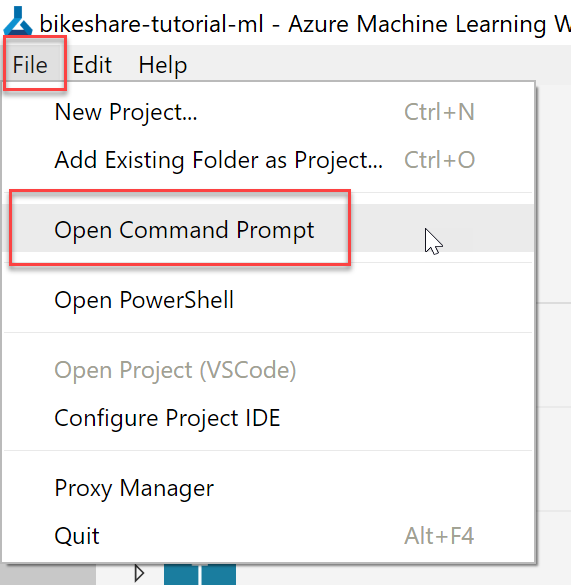 bikeshare-tutorial-ml - Azure Machine Learning W
File Edit Help
New Project... Ctrl+N
Add Existing Folder as Project... Ctrl+O
Open Command Prompt
Open PowerShell
Open Project (VSCode)
Configure Project IDE
Proxy Manager
Quit Alt+F4